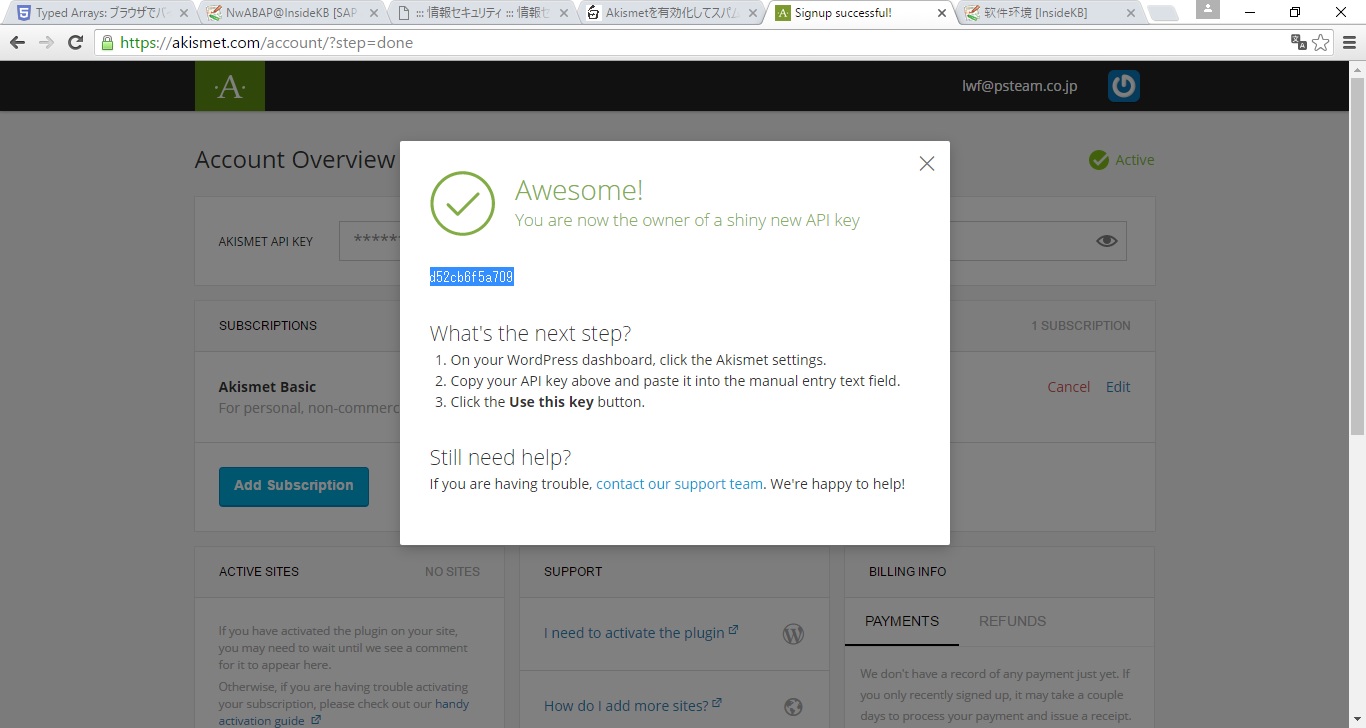 Typed Arrays: ブラウザでバイ
NwABAP@InsideKB [SAP
::: 情報セキュリティ ::: 情報セ
Akismetを有効化してスパム
Signup successful!
软件环境 [InsideKB]
https://akismet.com/account/?step=done
·A·
lwf@psteam.co.jp
Account Overview
Active
AKISMET API KEY
******
Awesome!
You are now the owner of a shiny new API key
d52cb6f5a709
What's the next step?
1. On your WordPress dashboard, click the Akismet settings.
2. Copy your API key above and paste it into the manual entry text field.
3. Click the Use this key button.
Still need help?
If you are having trouble, contact our support team. We're happy to help!
SUBSCRIPTIONS
1 SUBSCRIPTION
Akismet Basic
For personal, non-commerc
Cancel Edit
Add Subscription
ACTIVE SITES
NO SITES
If you have activated the plugin on your site,
you may need to wait until we see a comment
for it to appear here.
Otherwise, if you are having trouble activating
your subscription, please check out our handy
activation guide
SUPPORT
I need to activate the plugin
How do I add more sites?
BILLING INFO
PAYMENTS
REFUNDS
We don't have a record of any payment just yet. If
you only recently signed up, it may take a couple
days to process your payment and issue a receipt.